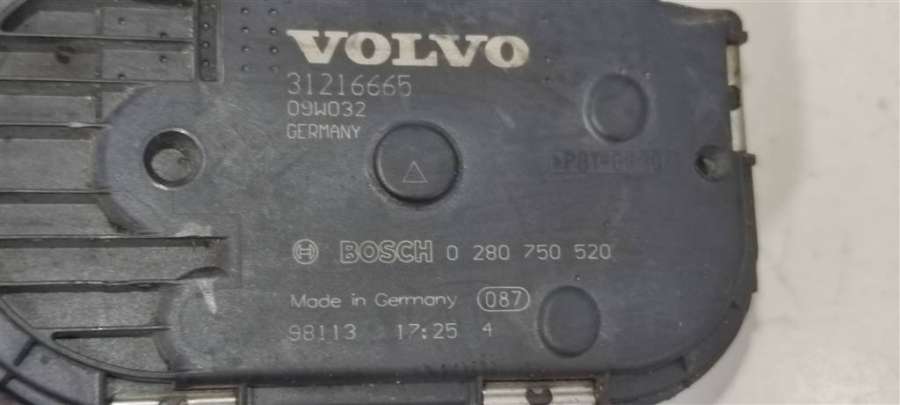 VOLVO
31216665
09W032
GERMANY
BOSCH 0 280 750 520
Made in Germany 087
98113 17:25 4